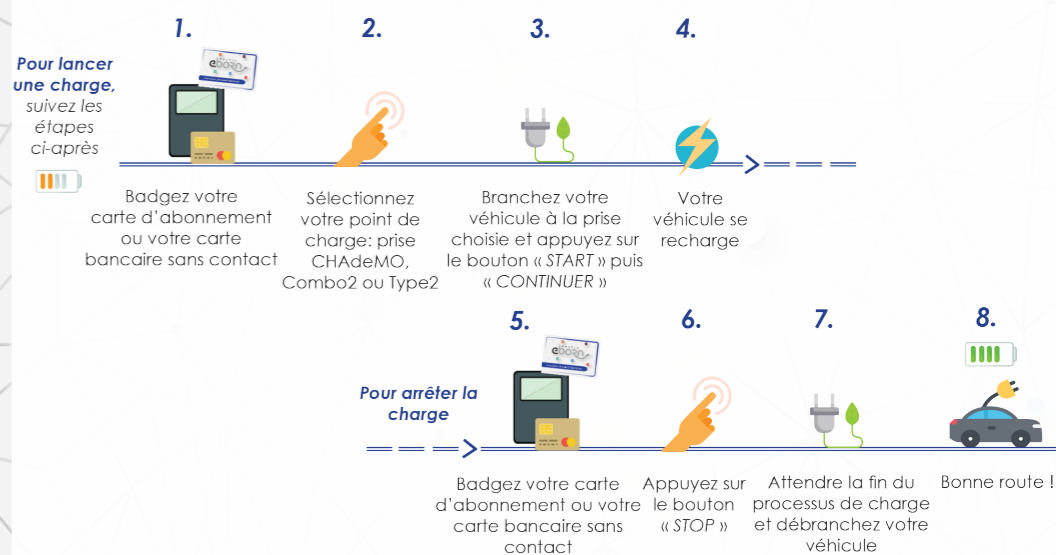 1.
2.
3.
4.
Pour lancer
une charge,
suivez les
étapes
ci-après
eborn
Badgez votre
carte d'abonnement
ou votre carte
bancaire sans contact
Sélectionnez
votre point de
charge: prise
CHAdeMO,
Combo2 ou Type2
Branchez votre
véhicule à la prise
choisie et appuyez sur
le bouton « START » puis
« CONTINUER »
Votre
véhicule se
recharge
5.
6.
7.
8.
Pour arrêter la
charge
eborn
Badgez votre carte
d'abonnement ou votre
carte bancaire sans
contact
Appuyez sur
le bouton
« STOP »
Attendre la fin du
processus de charge
et débranchez votre
véhicule
Bonne route !